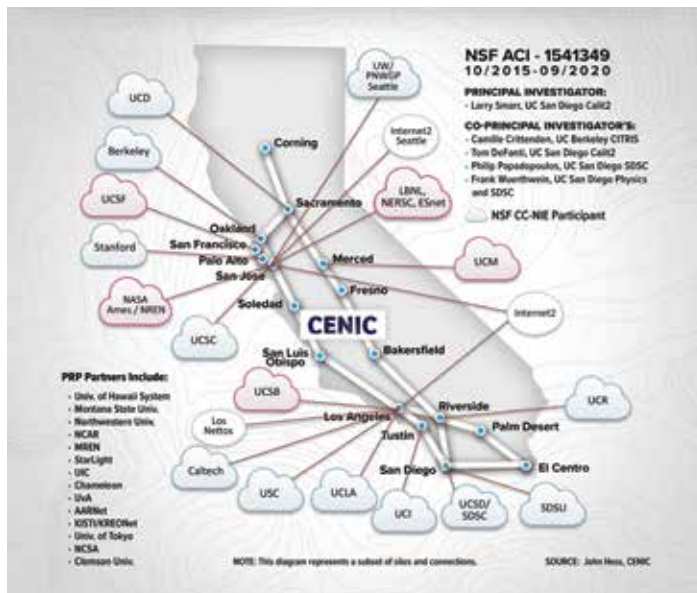 NSF ACI - 1541349
10/2015-09/2020
PRINCIPAL INVESTIGATOR:
- Larry Smarr, UC San Diego Calit2
CO-PRINCIPAL INVESTIGATOR'S:
- Camille Crittenden, UC Berkeley CITRIS
- Tom DeFanti, UC San Diego Calit2
- Philip Papadopoulos, UC San Diego SDSC
- Frank Wuerthwein, UC San Diego Physics
and SDSC
NSF CC-NIE Participant
UW/
PNWGP
Seattle
UCD
Internet2
Seattle
Corning
Berkeley
LBNL,
NERSC, ESnet
UCSF
Sacramento
Oakland
San Francisco
Stanford
Palo Alto
Merced
UCM
San Jose
NASA
Ames / NREN
Fresno
Soledad
Internet2
CENIC
UCSC
San Luis
Obispo
Bakersfield
PRP Partners Include:
- Univ. of Hawaii System
- Montana State Univ.
- Northwestern Univ.
- NCAR
- MREN
- StarLight
- UIC
- Chameleon
- UvA
- AARNet
- KISTI/KREONet
- Univ. of Tokyo
- NCSA
- Clemson Univ.
UCSB
Riverside
UCR
Los Angeles
Los
Nettos
Tustin
Palm Desert
Caltech
San Diego
El Centro
USC
UCLA
UCI
UCSD/
SDSC
SDSU
NOTE: This diagram represents a subset of sites and connections.
SOURCE: John Hess, CENIC